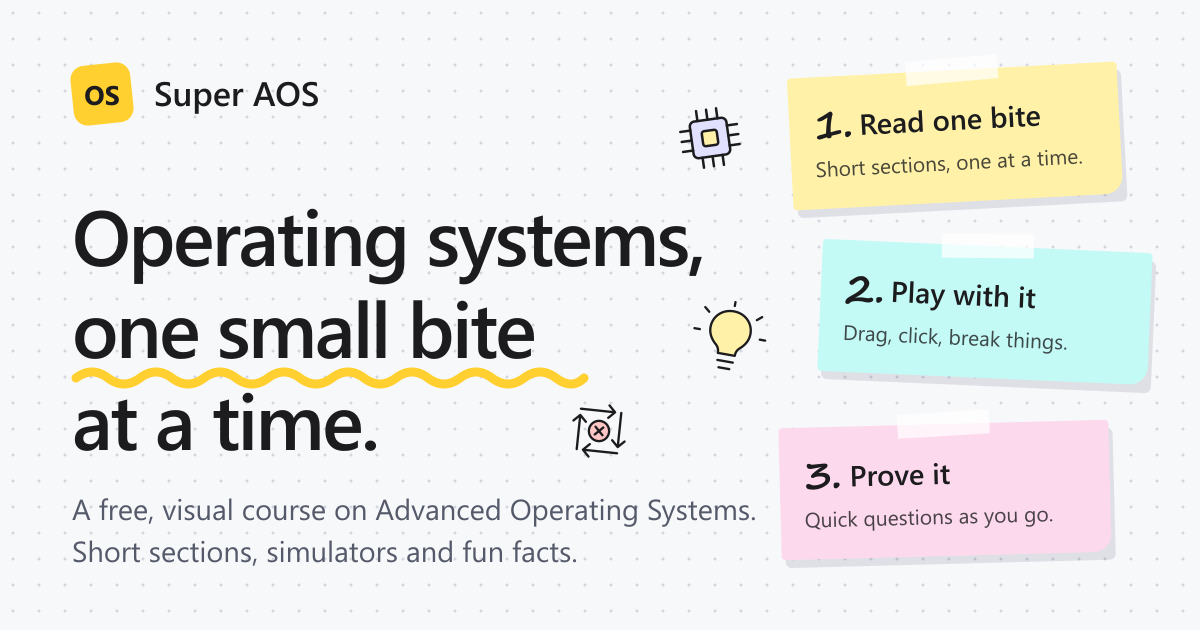 OS
Super AOS
Operating systems,
one small bite
at a time.
A free, visual course on Advanced Operating Systems.
Short sections, simulators and fun facts.
1. Read one bite
Short sections, one at a time.
2. Play with it
Drag, click, break things.
3. Prove it
Quick questions as you go.